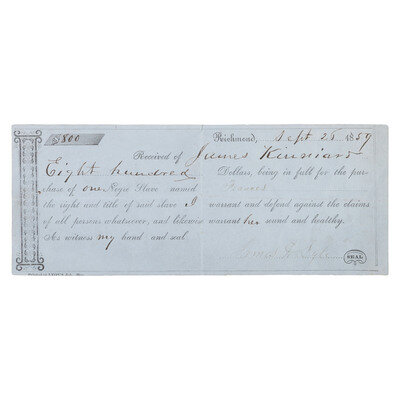 $800
Richmond, Sept 28 1859
Received of James Kinniard
Eight hundred Dollars, being in full for the pur-
chase of one Negro Slave named Frances
the right and title of said slave I warrant and defend against the claims
of all persons whatsoever, and likewise warrant her sound and healthy.
As witness my hand and seal
SEAL